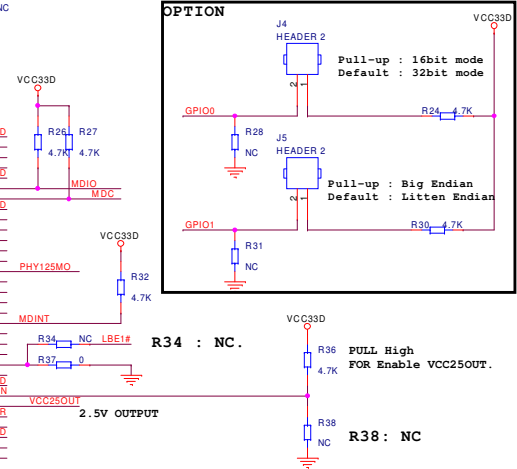 NC
OPTION
J4
HEADER 2
VCC33D
Pull-up : 16bit mode
Default : 32bit mode
2
1
GPIO0
R24
4.7K
R28
NC
J5
HEADER 2
Pull-up : Big Endian
Default : Litten Endian
2
1
GPIO1
R30
4.7K
R31
NC
VCC33D
D
R26
R27
4.7K
4.7K
D
MDIO
MDC
D
VCC33D
PHY125MO
R32
4.7K
MDINT
R34
NC
LBE1#
R34 : NC.
R37
0
VCC33D
R36
4.7K
PULL High
FOR Enable VCC25OUT.
D
N
VCC25OUT
R
2.5V OUTPUT
D
R38
NC
R38: NC